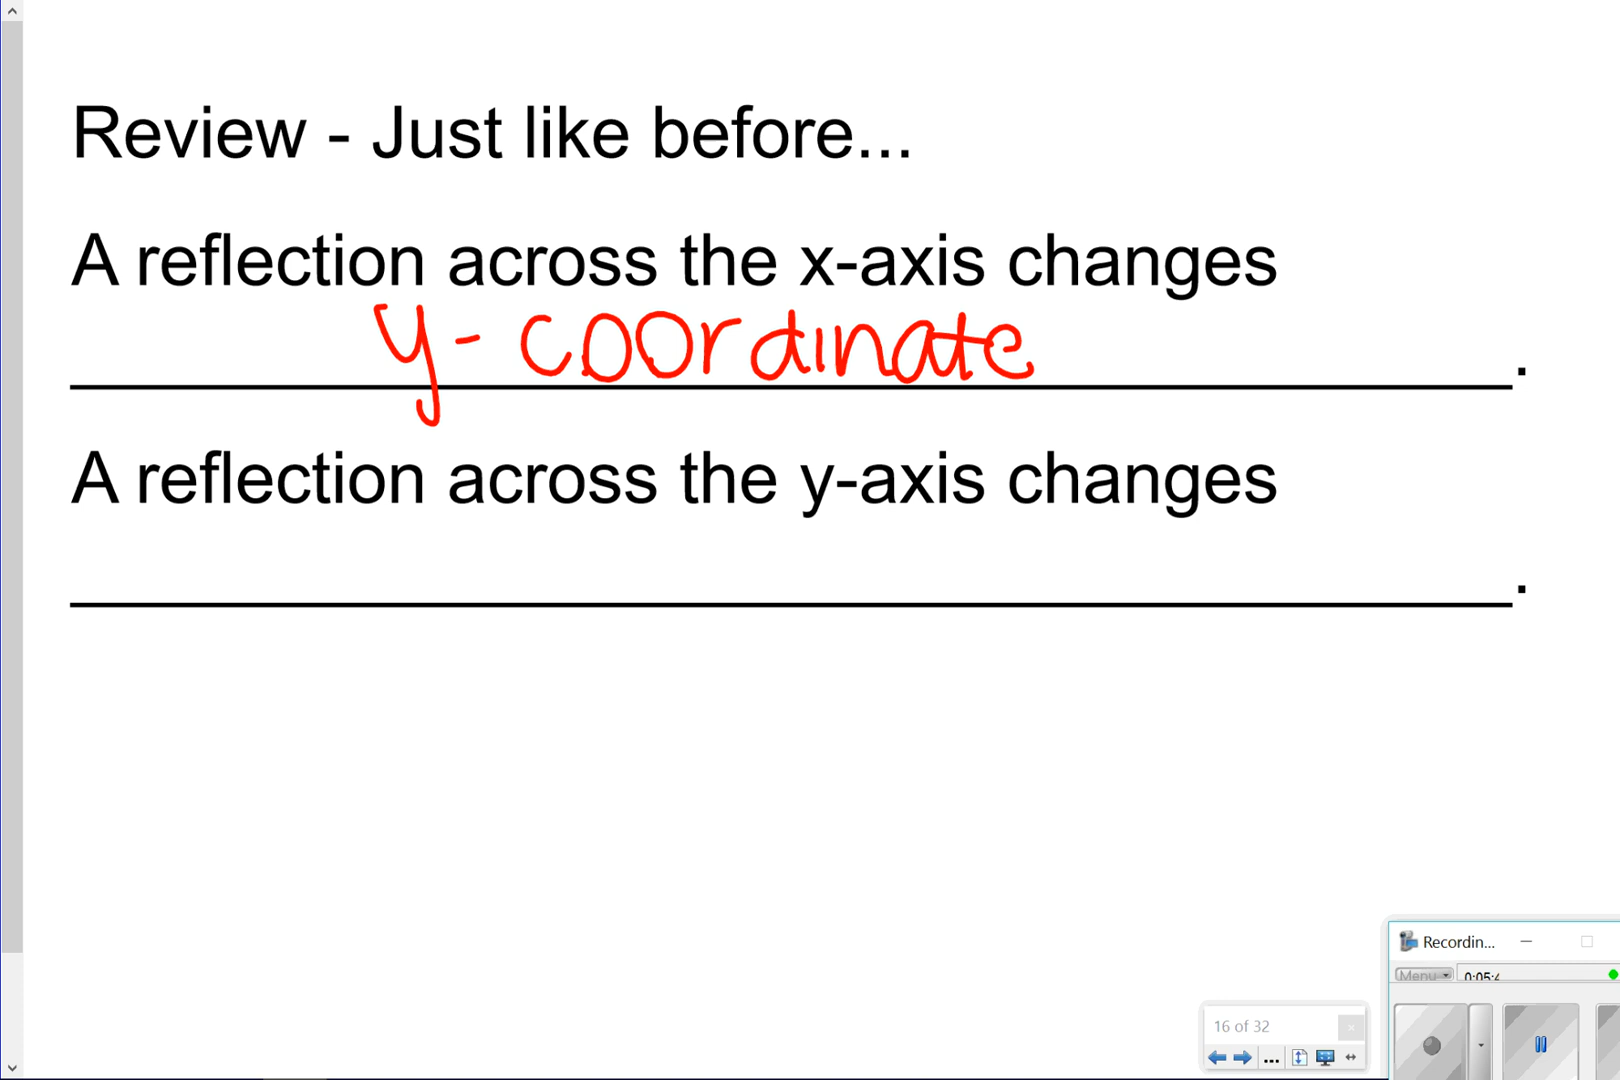 Review - Just like before...
A reflection across the x-axis changes
y- coordinate
.
A reflection across the y-axis changes
.
Recordin...
Menu
16 of 32